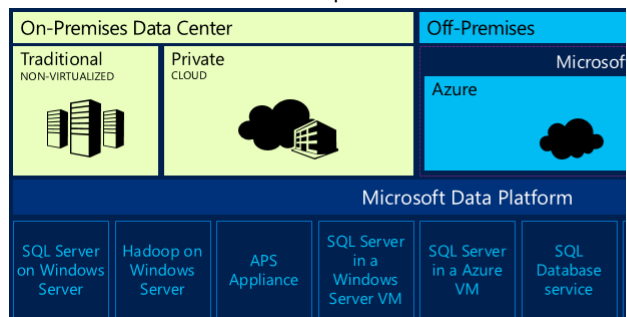 On-Premises Data Center
Off-Premises
Traditional
NON-VIRTUALIZED
Private
CLOUD
Microsof
Azure
Microsoft Data Platform
SQL Server
on Windows
Server
Hadoop on
Windows
Server
APS
Appliance
SQL Server
in a
Windows
Server VM
SQL Server
in a Azure
VM
SQL
Database
service